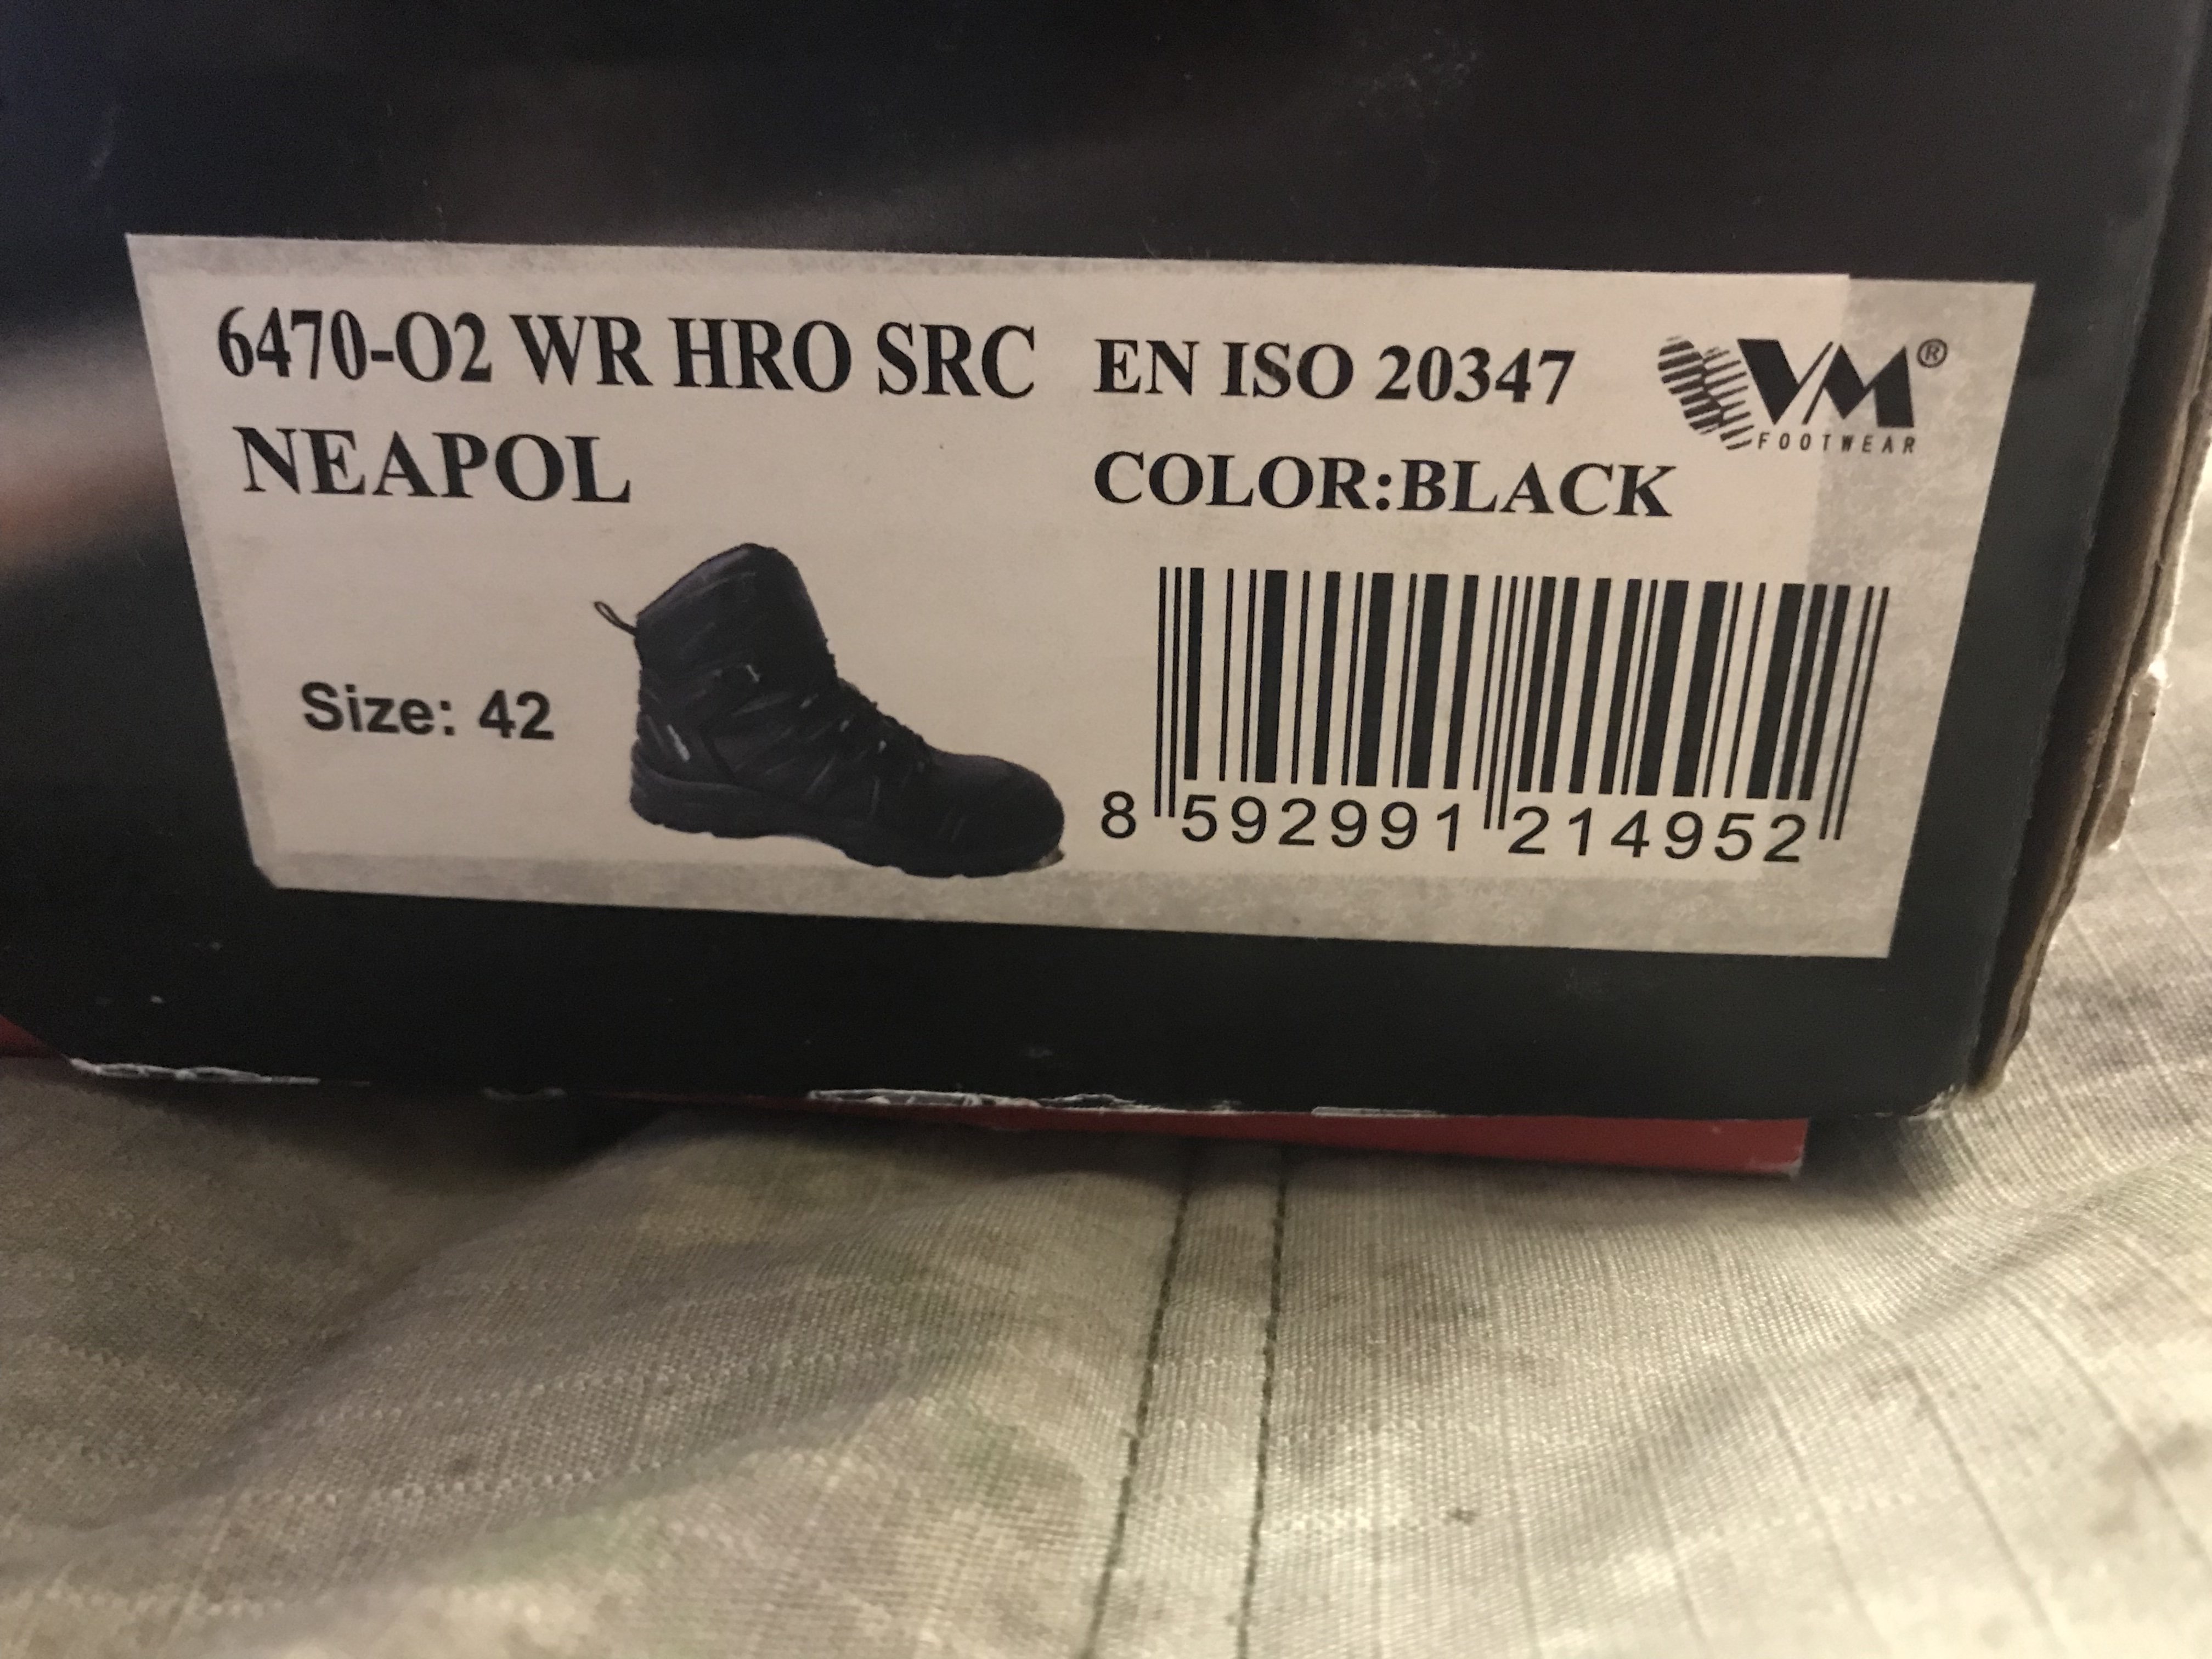 6470-O2 WR HRO SRC EN ISO 20347
VM®
FOOTWEAR
NEAPOL COLOR:BLACK
Size: 42
8 592991 214952